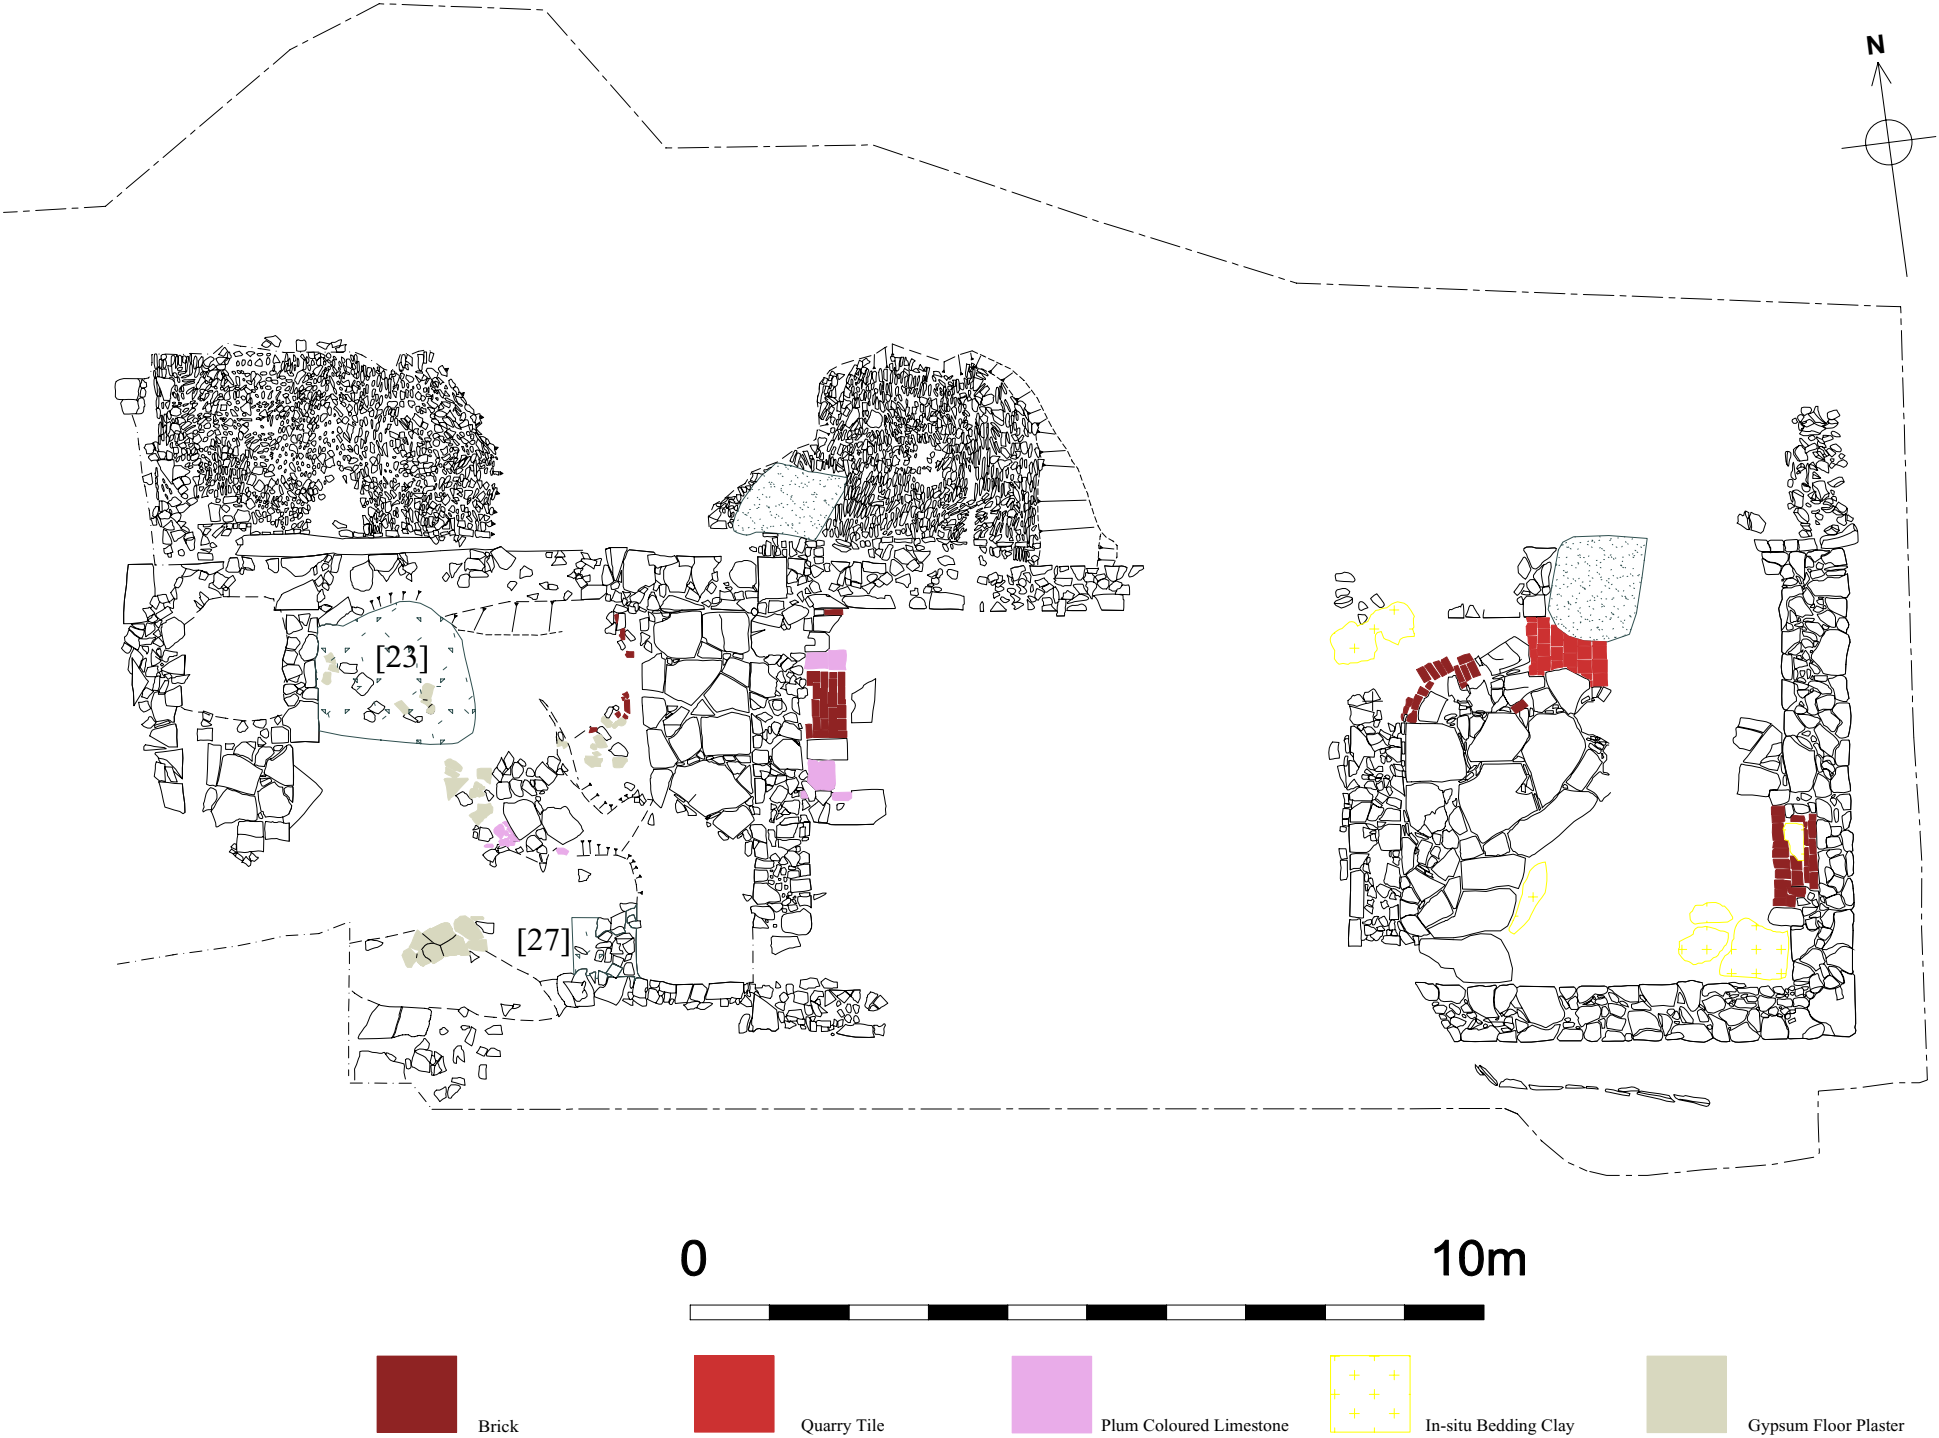 N
[23]
[27]
0 10m
Brick
Quarry Tile
Plum Coloured Limestone
In-situ Bedding Clay
Gypsum Floor Plaster